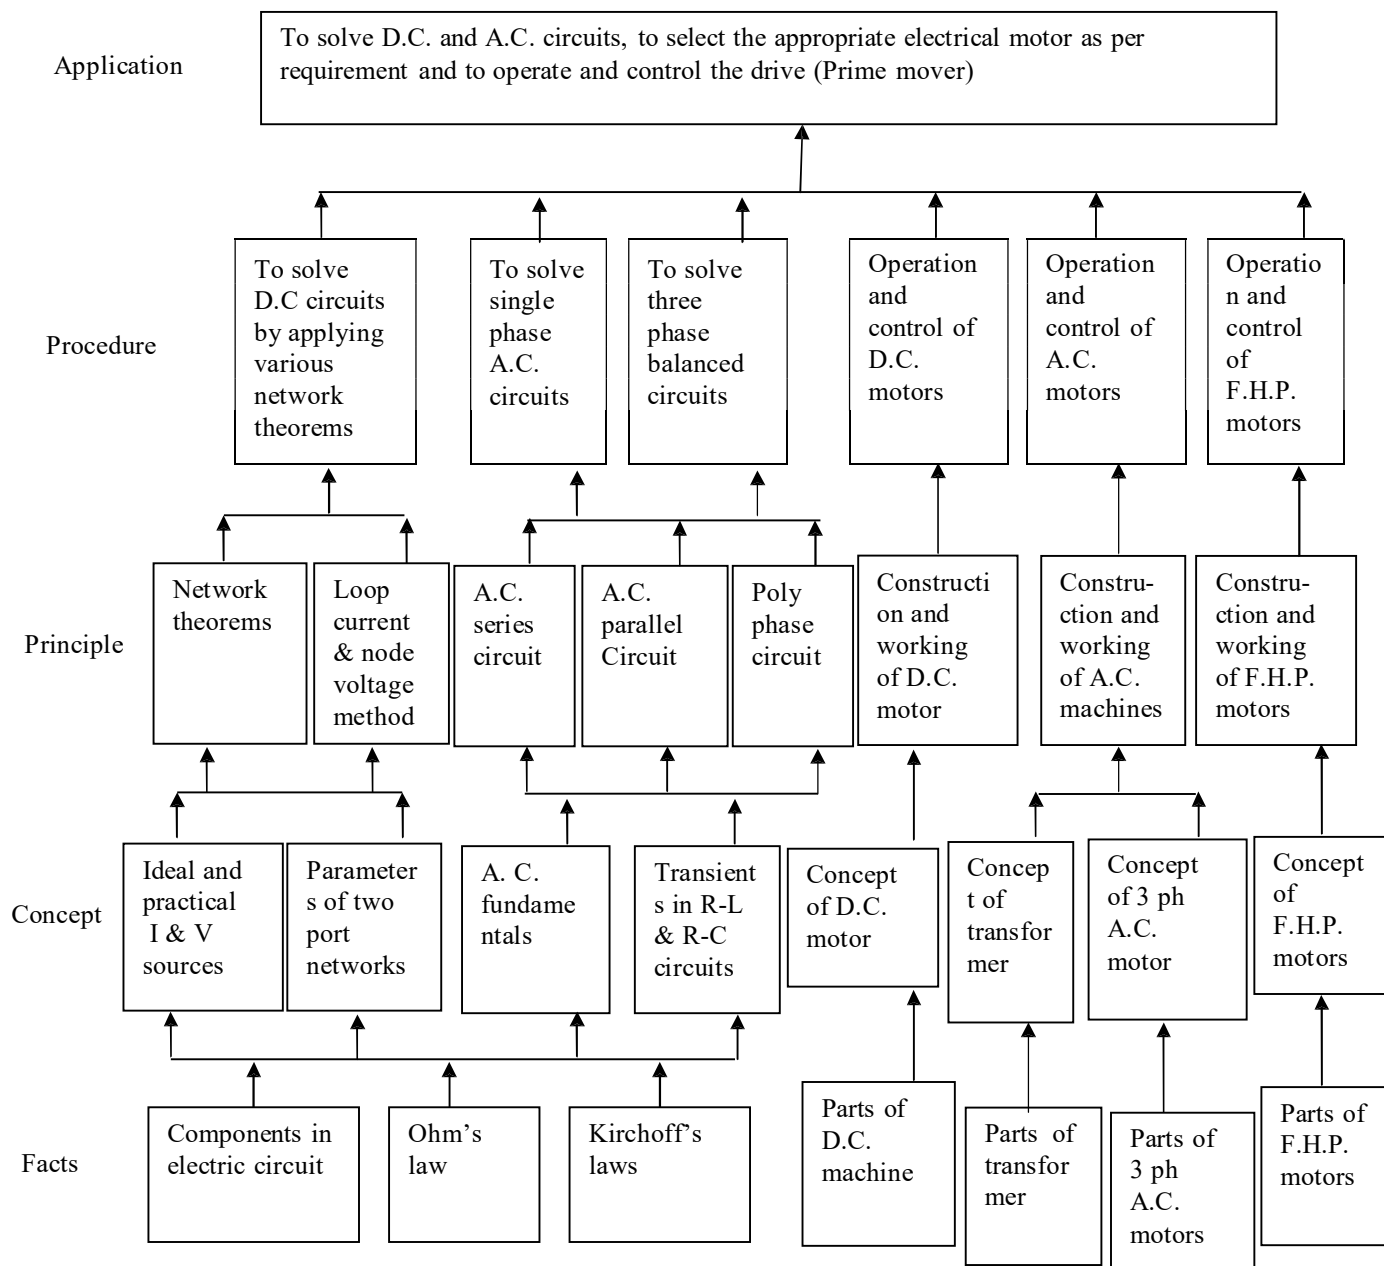 Application
To solve D.C. and A.C. circuits, to select the appropriate electrical motor as per
requirement and to operate and control the drive (Prime mover)
Procedure
To solve
D.C circuits
by applying
various
network
theorems
To solve
single
phase
A.C.
circuits
To solve
three
phase
balanced
circuits
Operation
and
control of
D.C.
motors
Operation
and
control of
A.C.
motors
Operatio
n and
control
of
F.H.P.
motors
Principle
Network
theorems
Loop
current
& node
voltage
method
A.C.
series
circuit
A.C.
parallel
Circuit
Poly
phase
circuit
Constructi
on and
working
of D.C.
motor
Constru-
ction and
working
of A.C.
machines
Constru-
ction and
working
of F.H.P.
motors
Concept
Ideal and
practical
I & V
sources
Parameter
s of two
port
networks
A. C.
fundame
ntals
Transient
s in R-L
& R-C
circuits
Concept
of D.C.
motor
Concep
t of
transfor
mer
Concept
of 3 ph
A.C.
motor
Concept
of
F.H.P.
motors
Facts
Components in
electric circuit
Ohm’s
law
Kirchoff’s
laws
Parts of
D.C.
machine
Parts of
transfor
mer
Parts of
3 ph
A.C.
motors
Parts of
F.H.P.
motors